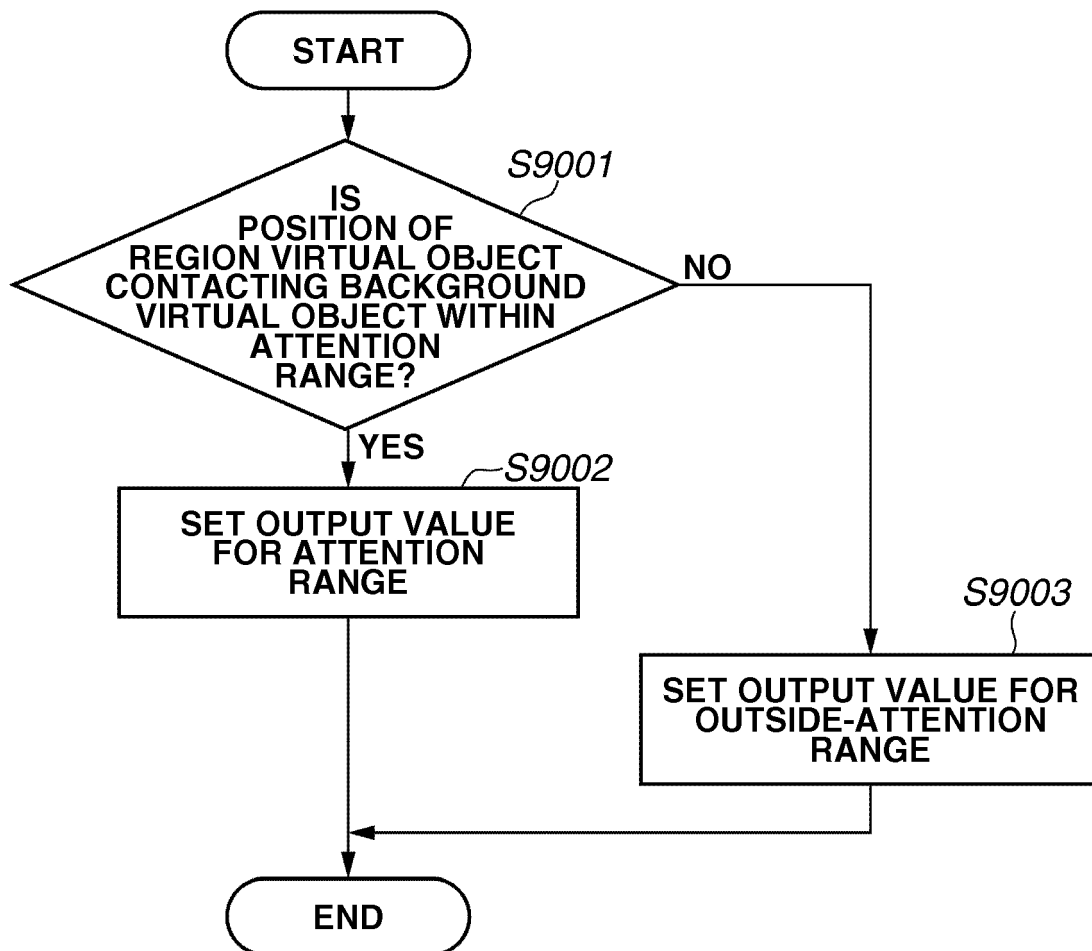 START
S9001
IS
POSITION OF
REGION VIRTUAL OBJECT
CONTACTING BACKGROUND
VIRTUAL OBJECT WITHIN
ATTENTION
RANGE?
NO
YES
S9002
SET OUTPUT VALUE
FOR ATTENTION
RANGE
S9003
SET OUTPUT VALUE FOR
OUTSIDE-ATTENTION
RANGE
END